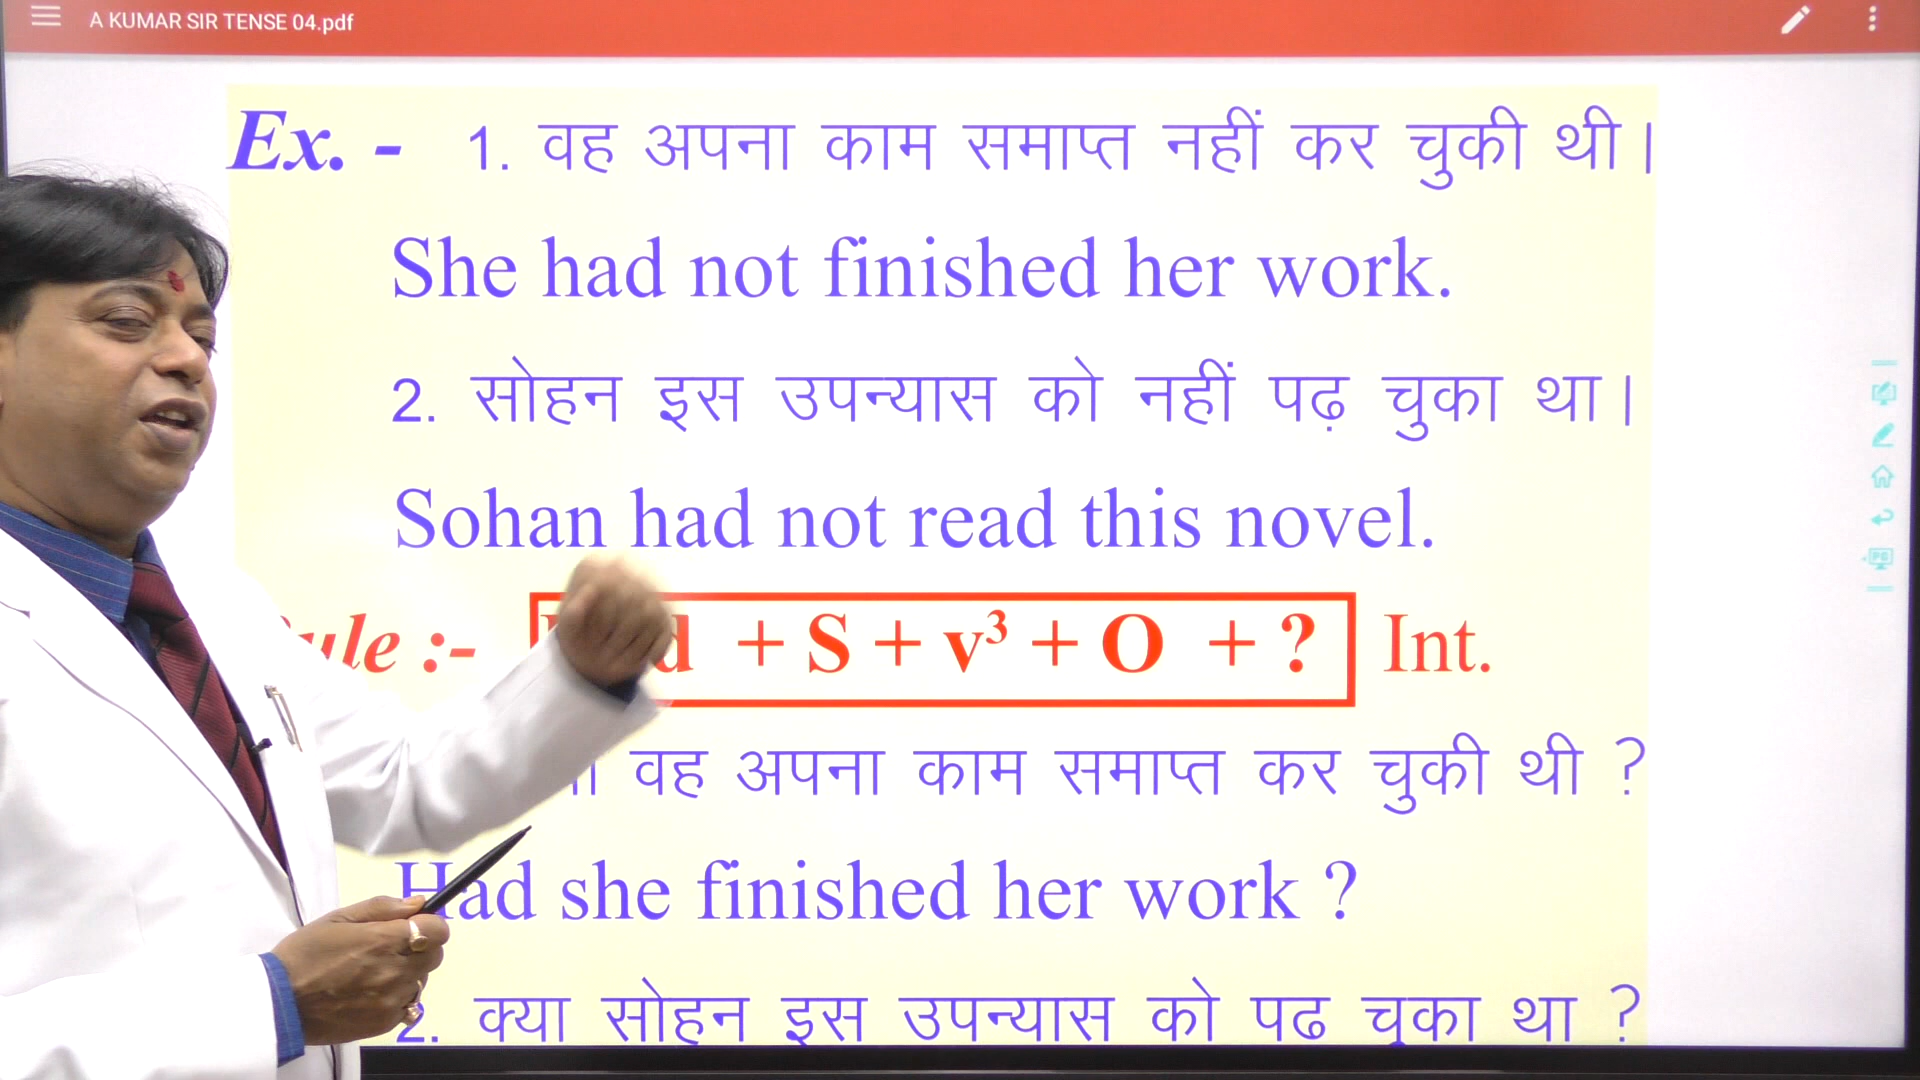 A KUMAR SIR TENSE 04.pdf
Ex. - 1. वह अपना काम समाप्त नहीं कर चुकी थी।
She had not finished her work.
2. सोहन इस उपन्यास को नहीं पढ़ चुका था।
Sohan had not read this novel.
:- + S + v³ + O + ? Int.
वह अपना काम समाप्त कर चुकी थी ?
Had she finished her work ?
2. क्या सोहन इस उपन्यास को पढ चुका था ?